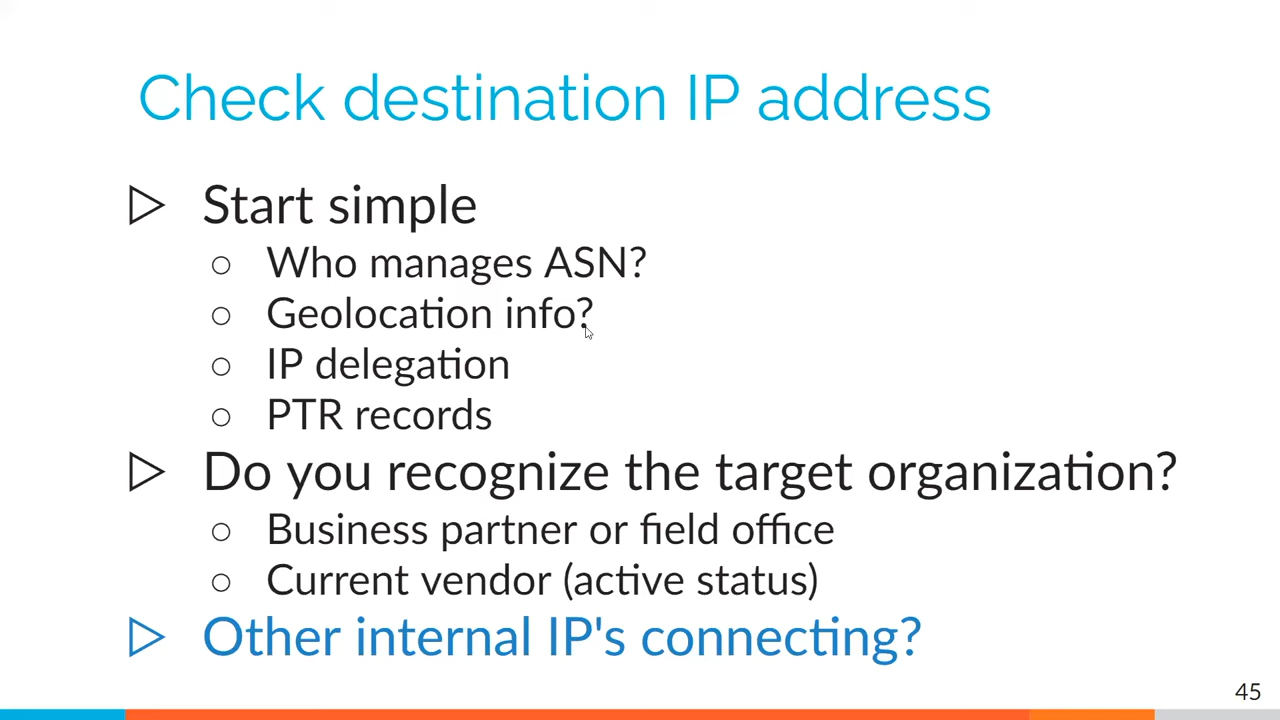 Check destination IP address
▷ Start simple
○ Who manages ASN?
○ Geolocation info?
○ IP delegation
○ PTR records
▷ Do you recognize the target organization?
○ Business partner or field office
○ Current vendor (active status)
▷ Other internal IP's connecting?
45